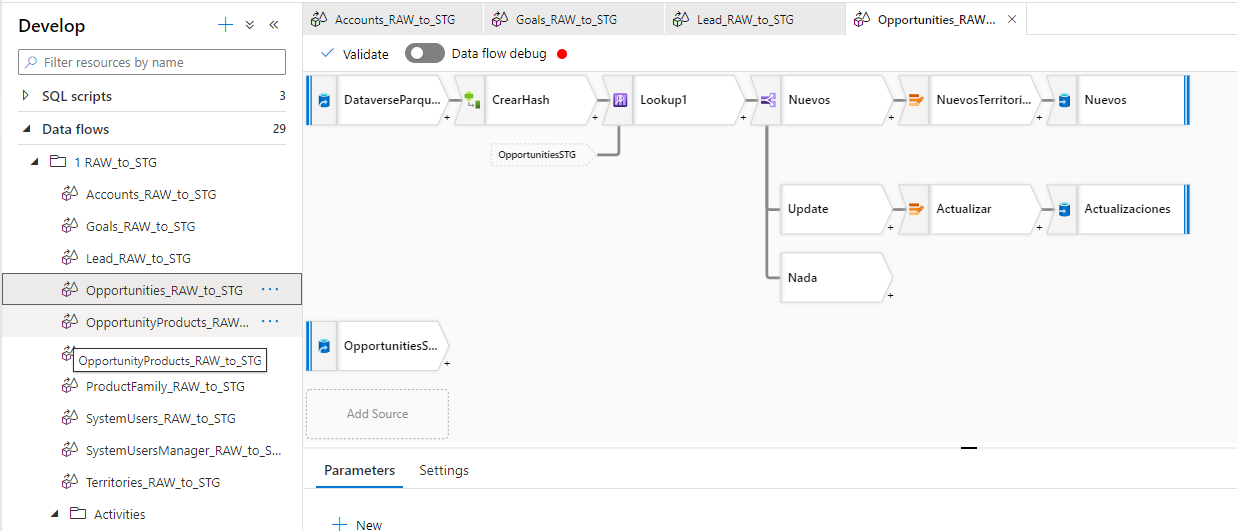 Develop
Filter resources by name
SQL scripts 3
Data flows 29
1 RAW_to_STG
Accounts_RAW_to_STG
Goals_RAW_to_STG
Lead_RAW_to_STG
Opportunities_RAW_to_STG ...
OpportunityProducts_RAW... ...
OpportunityProducts_RAW_to_STG
ProductFamily_RAW_to_STG
SystemUsers_RAW_to_STG
SystemUsersManager_RAW_to_S...
Territories_RAW_to_STG
Activities
Accounts_RAW_to_STG
Goals_RAW_to_STG
Lead_RAW_to_STG
Opportunities_RAW...
Validate
Data flow debug
DataverseParqu...
CrearHash
Lookup1
Nuevos
NuevosTerritori...
Nuevos
OpportunitiesSTG
Update
Actualizar
Actualizaciones
Nada
OpportunitiesS...
Add Source
Parameters
Settings
New